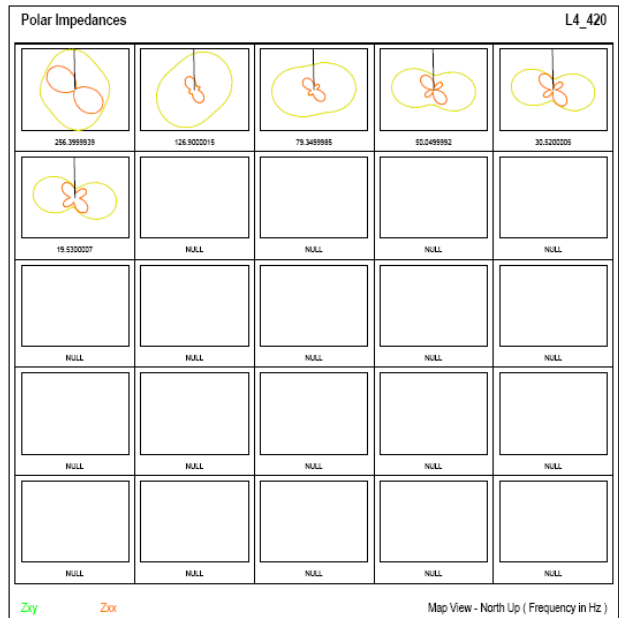 Polar Impedances L4_420
256.3999939 126.9000015 79.3499985 50.0499992 30.5200005
19.5300007 NULL NULL NULL NULL
NULL NULL NULL NULL NULL
NULL NULL NULL NULL NULL
NULL NULL NULL NULL NULL
Zxy Zxx Map View - North Up ( Frequency in Hz )